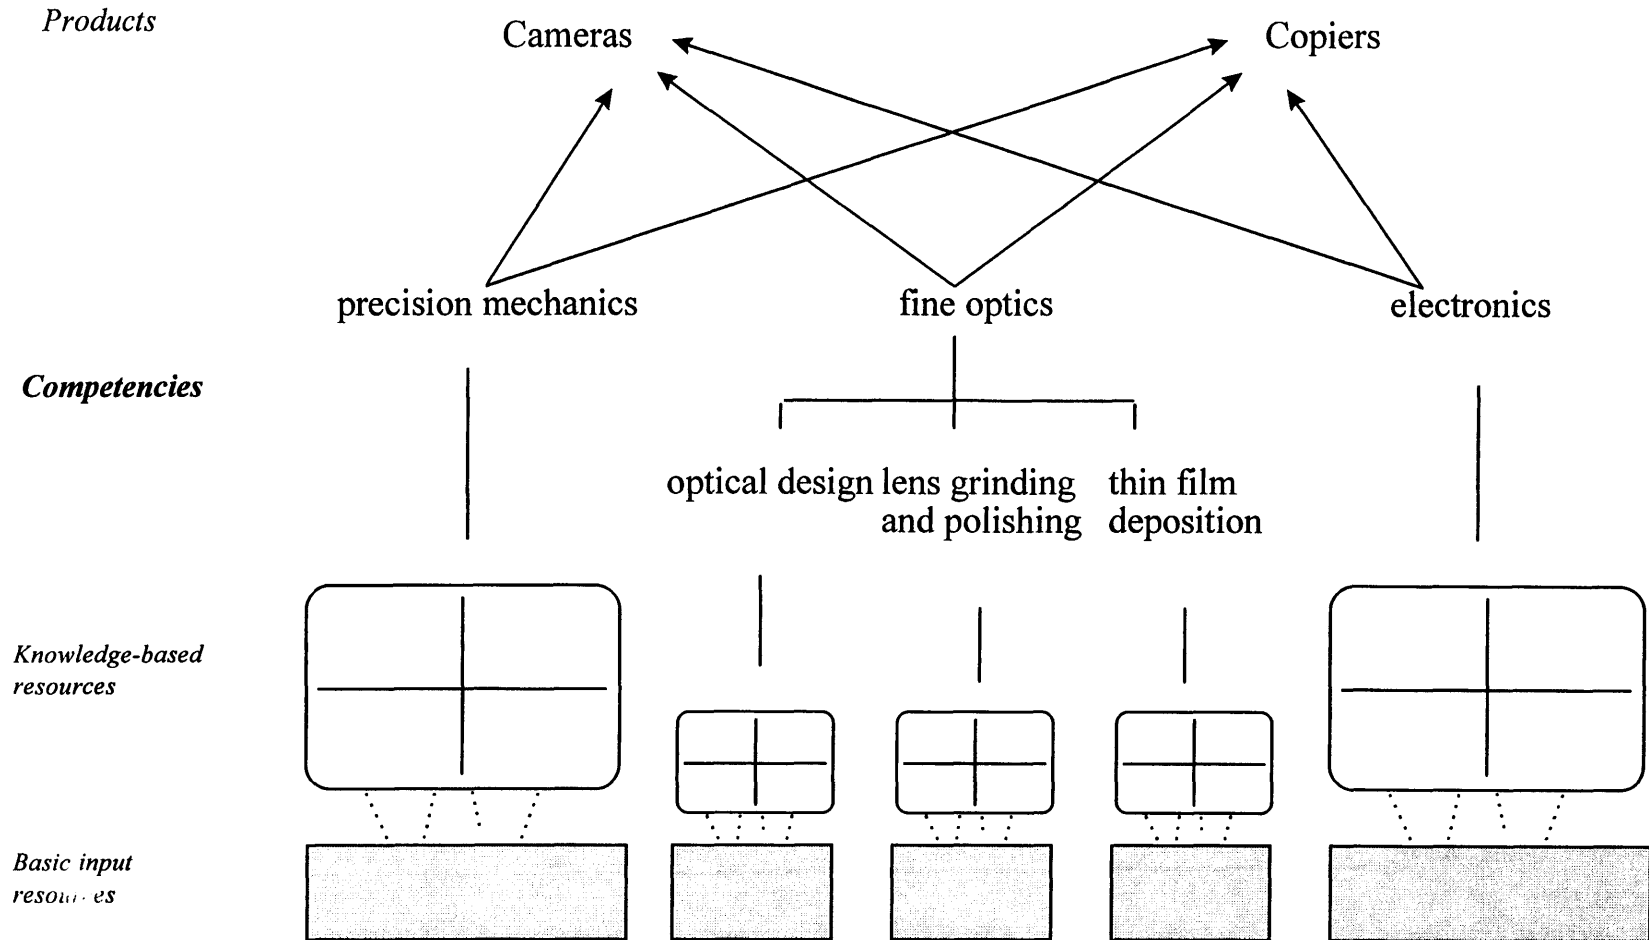 Products
Cameras
Copiers
precision mechanics
fine optics
electronics
Competencies
optical design
lens grinding
and polishing
thin film
deposition
Knowledge-based
resources
Basic input